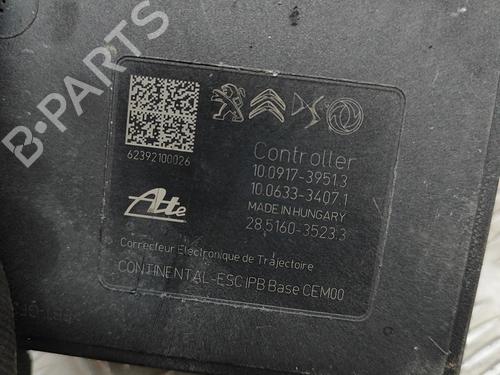 B-PARTS
62392100026
Controller
10.0917-3951.3
10.0633-3407.1
MADE IN HUNGARY
28.5160-3523.3
Ate
Correcteur Electronique de Trajectoire
CONTINENTAL-ESC IPB Base CEM00